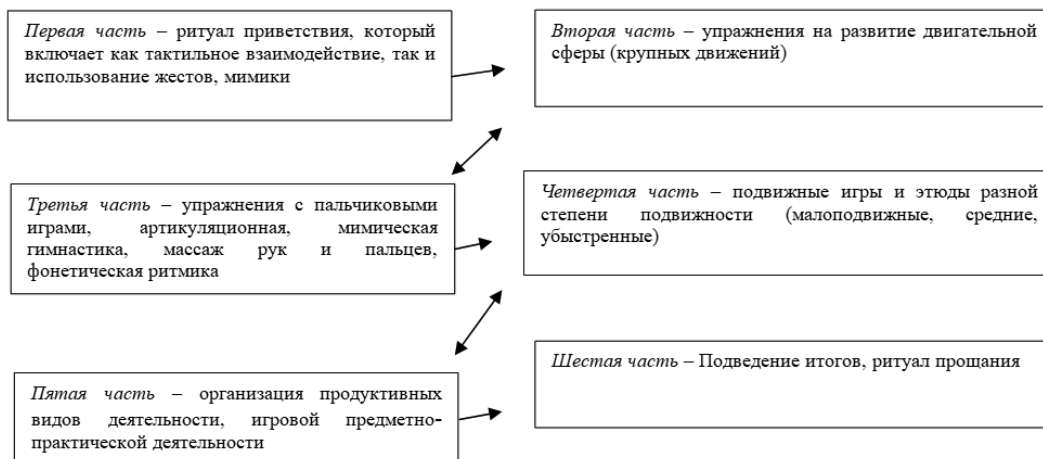 Первая часть – ритуал приветствия, который
включает как тактильное взаимодействие, так и
использование жестов, мимики
Вторая часть – упражнения на развитие двигательной
сферы (крупных движений)
Третья часть – упражнения с пальчиковыми
играми, артикуляционная, мимическая
гимнастика, массаж рук и пальцев,
фонетическая ритмика
Четвертая часть – подвижные игры и этюды разной
степени подвижности (малоподвижные, средние,
убыстренные)
Пятая часть – организация продуктивных
видов деятельности, игровой предметно-
практической деятельности
Шестая часть – Подведение итогов, ритуал прощания